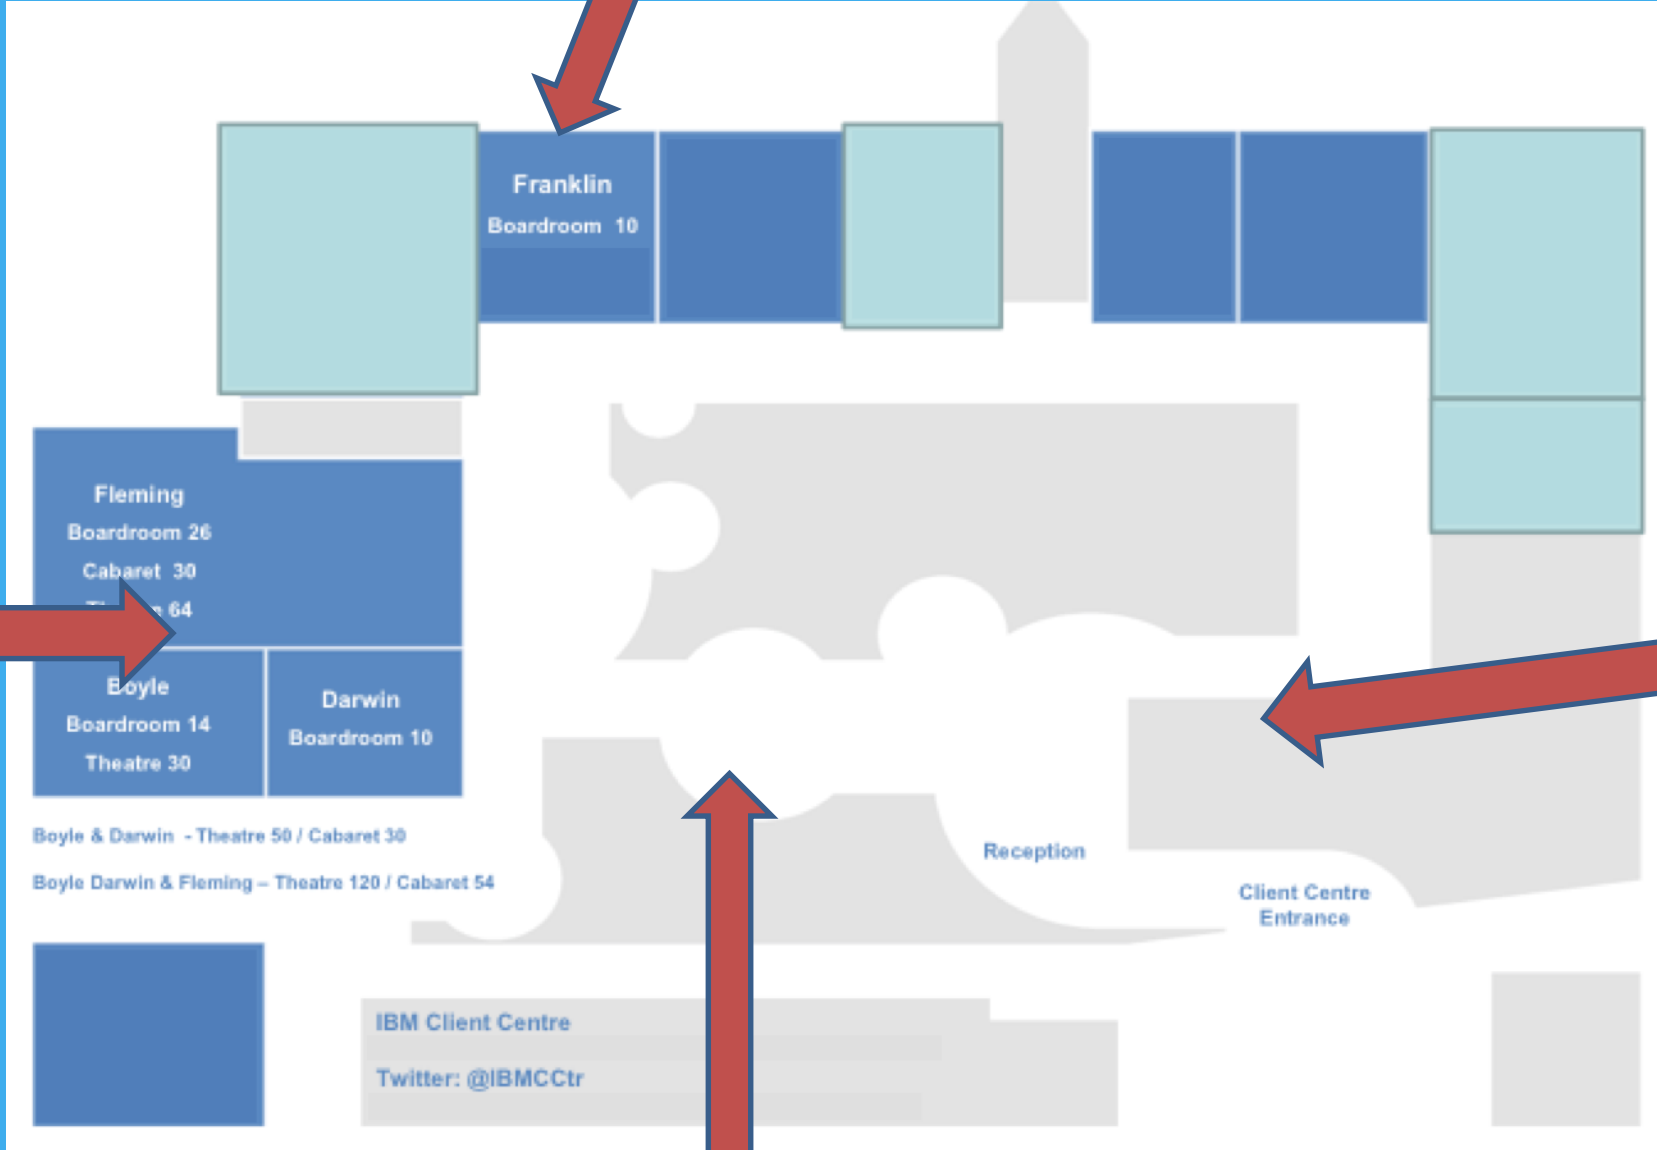 Franklin
Boardroom 10
Fleming
Boardroom 26
Cabaret 30
64
Boyle
Boardroom 14
Theatre 30
Darwin
Boardroom 10
Boyle & Darwin - Theatre 50 / Cabaret 30
Boyle Darwin & Fleming – Theatre 120 / Cabaret 54
Reception
Client Centre
Entrance
IBM Client Centre
Twitter: @IBMCCtr